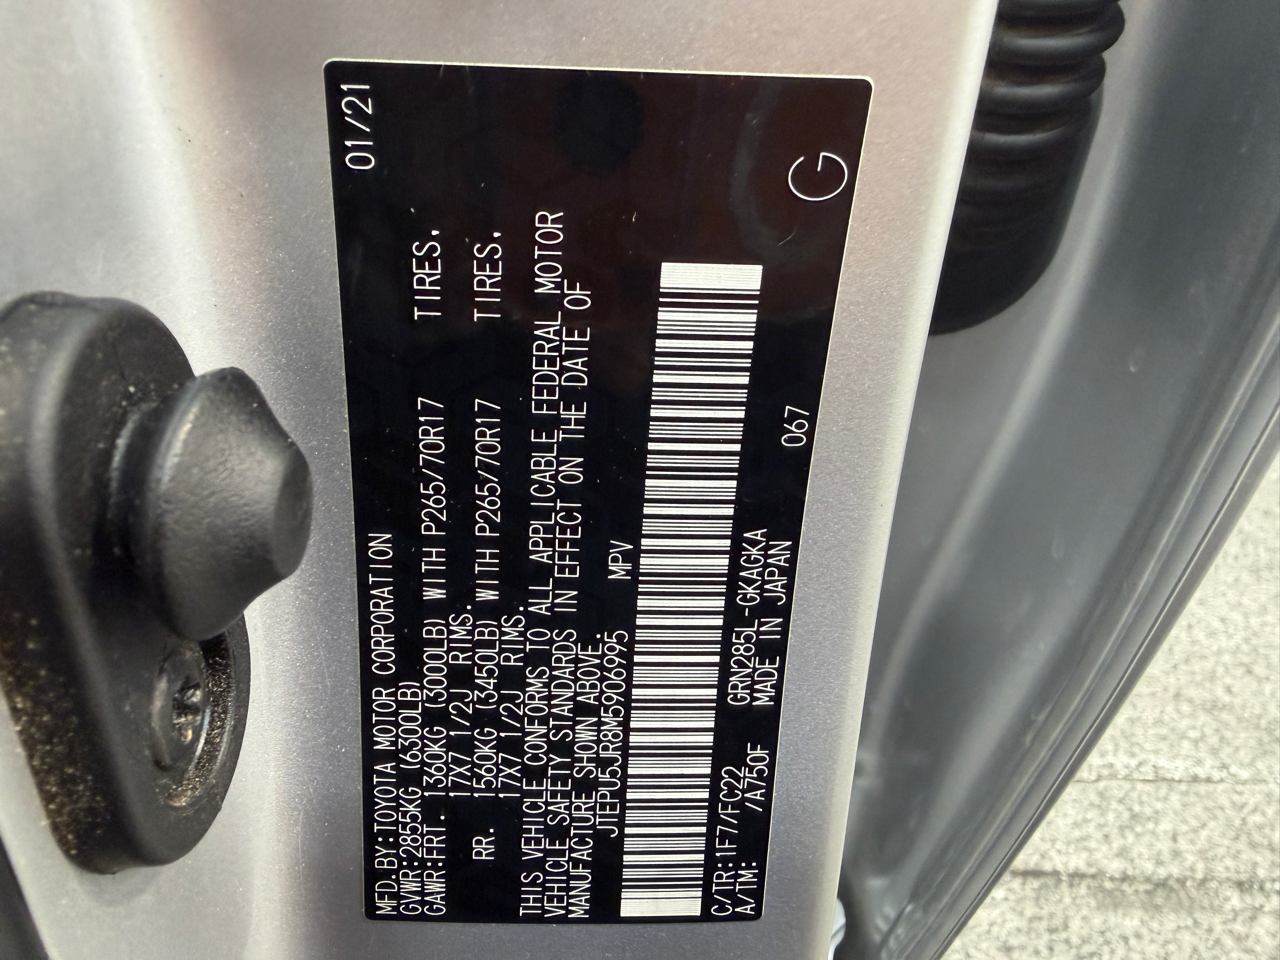 01/21
MFD.BY:TOYOTA MOTOR CORPORATION
GVWR:2855KG (6300LB)
GAWR:FRT. 1360KG (3000LB) WITH P265/70R17 TIRES,
17X7 1/2J RIMS.
RR. 1560KG (3450LB) WITH P265/70R17 TIRES,
17X7 1/2J RIMS.
THIS VEHICLE CONFORMS TO ALL APPLICABLE FEDERAL MOTOR
VEHICLE SAFETY STANDARDS IN EFFECT ON THE DATE OF
MANUFACTURE SHOWN ABOVE.
JTEPU5JR8M5906995 MPV
C/TR:1F7/FC22 GRN285L-GKAGKA
A/TM: /A750F MADE IN JAPAN 067
G